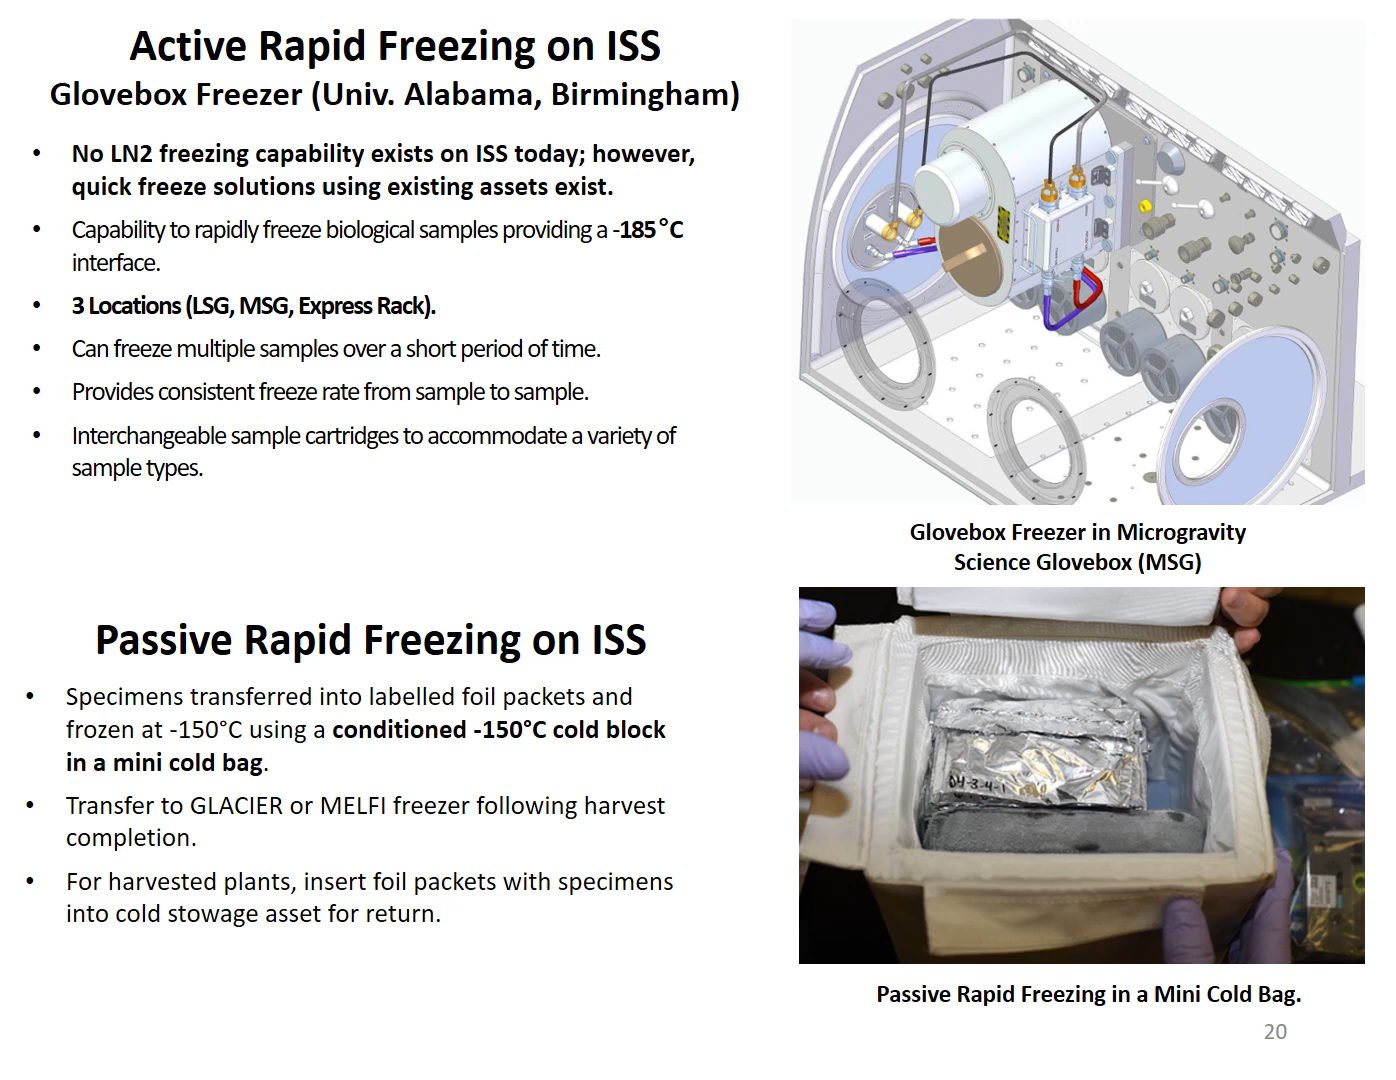 Active Rapid Freezing on ISS
Glovebox Freezer (Univ. Alabama, Birmingham)
• No LN2 freezing capability exists on ISS today; however,
quick freeze solutions using existing assets exist.
• Capability to rapidly freeze biological samples providing a -185°C
interface.
• 3 Locations (LSG, MSG, Express Rack).
• Can freeze multiple samples over a short period of time.
• Provides consistent freeze rate from sample to sample.
• Interchangeable sample cartridges to accommodate a variety of
sample types.
Glovebox Freezer in Microgravity
Science Glovebox (MSG)
Passive Rapid Freezing on ISS
• Specimens transferred into labelled foil packets and
frozen at -150°C using a conditioned -150°C cold block
in a mini cold bag.
• Transfer to GLACIER or MELFI freezer following harvest
completion.
• For harvested plants, insert foil packets with specimens
into cold stowage asset for return.
04-3-4-1
Passive Rapid Freezing in a Mini Cold Bag.
20